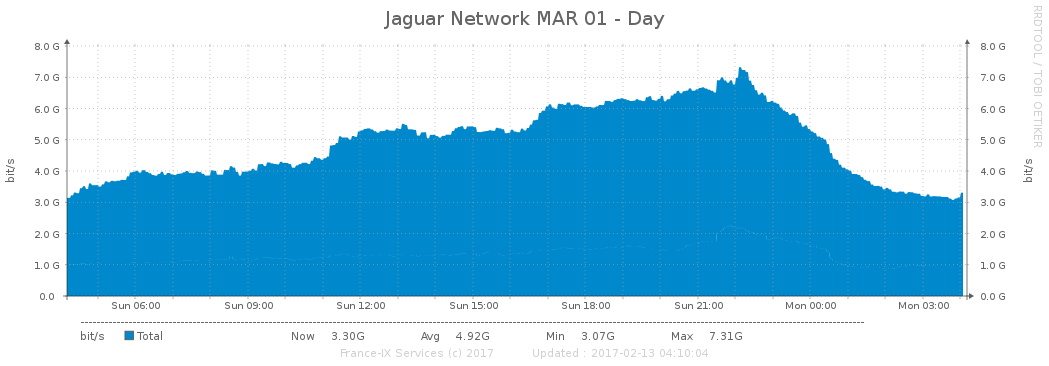 Jaguar Network MAR 01 - Day
RRDTOOL / TOBI OETIKER
bit/s
bit/s
8.0 G 8.0 G
7.0 G 7.0 G
6.0 G 6.0 G
5.0 G 5.0 G
4.0 G 4.0 G
3.0 G 3.0 G
2.0 G 2.0 G
1.0 G 1.0 G
0.0 0.0 G
Sun 06:00 Sun 09:00 Sun 12:00 Sun 15:00 Sun 18:00 Sun 21:00 Mon 00:00 Mon 03:00
bit/s Total Now 3.30G Avg 4.92G Min 3.07G Max 7.31G
France-IX Services (c) 2017 Updated : 2017-02-13 04:10:04